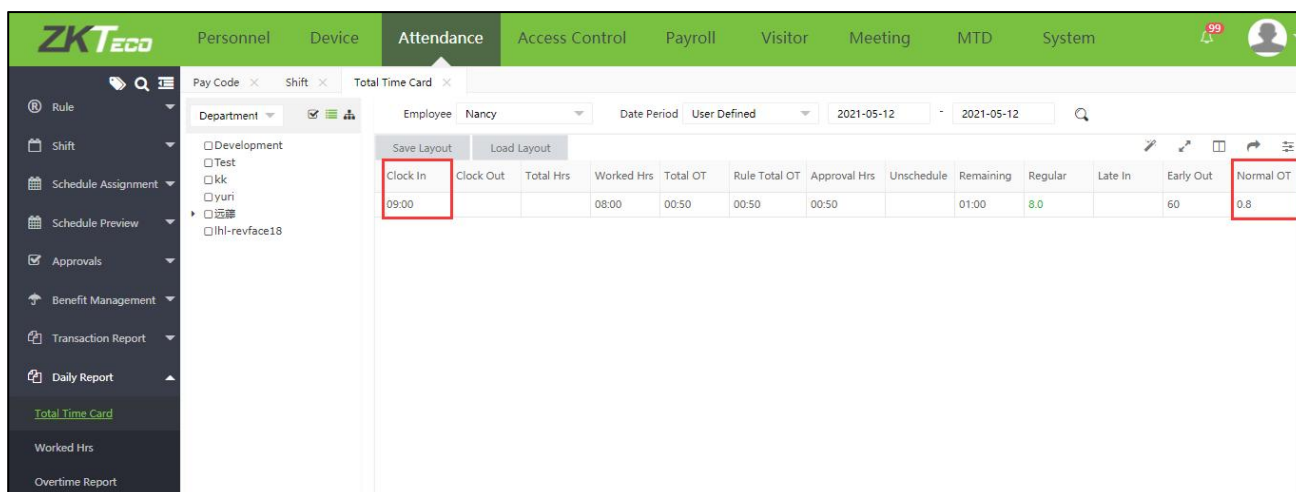 ZKTECO Personnel Device Attendance Access Control Payroll Visitor Meeting MTD System 99
Pay Code Shift Total Time Card
Rule
Shift
Schedule Assignment
Schedule Preview
Approvals
Benefit Management
Transaction Report
Daily Report
Total Time Card
Worked Hrs
Overtime Report
Department
Development
Test
kk
yuri
lhl-revface18
Employee Nancy Date Period User Defined 2021-05-12 - 2021-05-12
Save Layout Load Layout
Clock In Clock Out Total Hrs Worked Hrs Total OT Rule Total OT Approval Hrs Unschedule Remaining Regular Late In Early Out Normal OT
09:00 08:00 00:50 00:50 00:50 01:00 8.0 60 0.8